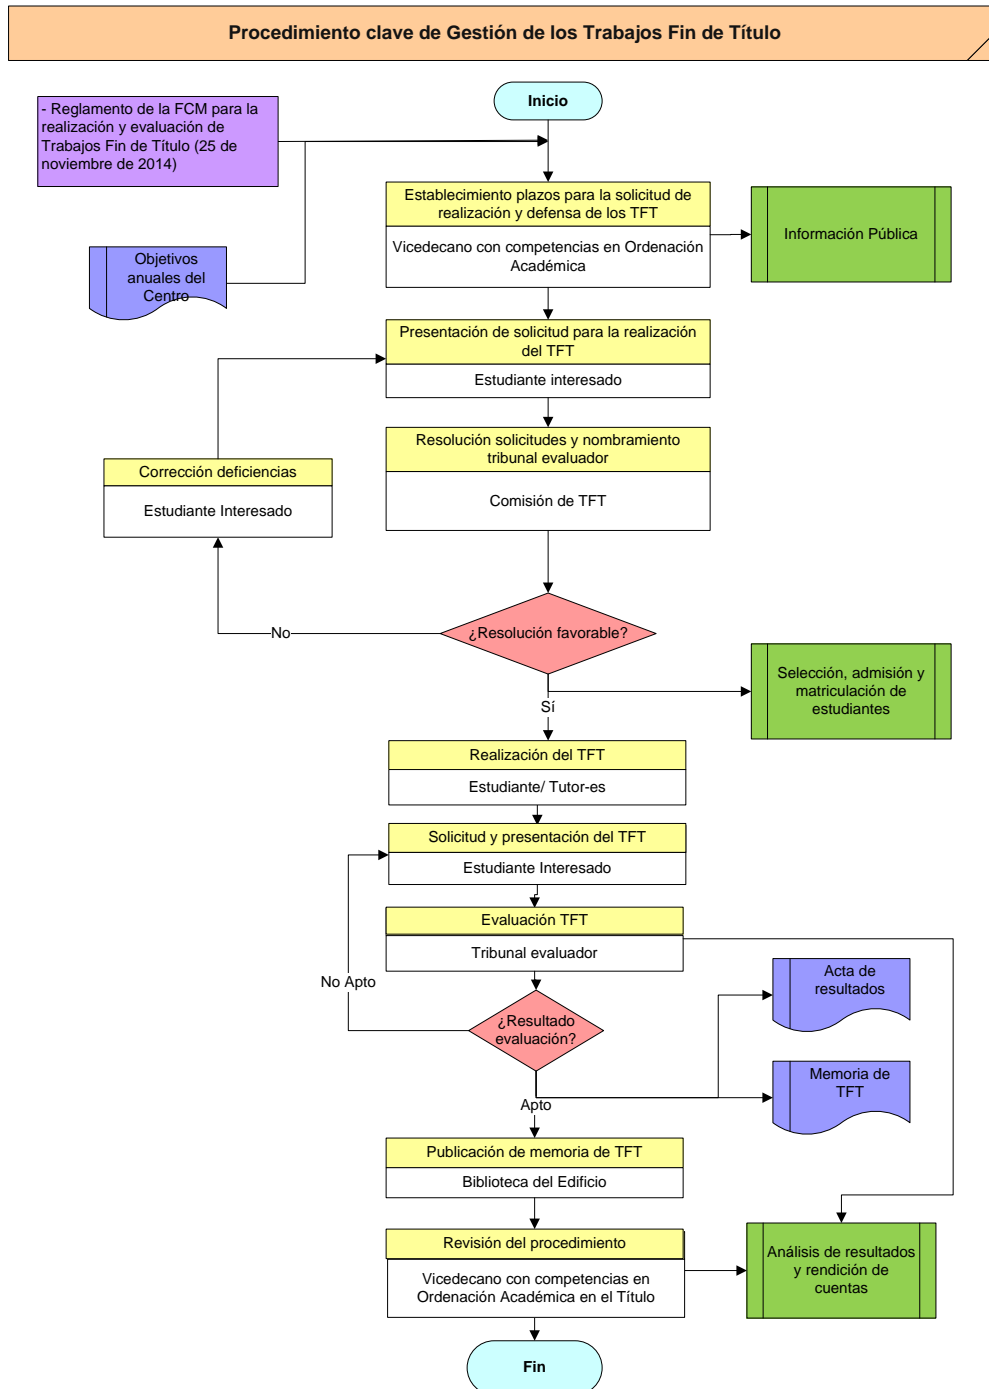 Procedimiento clave de Gestión de los Trabajos Fin de Título
Inicio
- Reglamento de la FCM para la
realización y evaluación de
Trabajos Fin de Título (25 de
noviembre de 2014)
Establecimiento plazos para la solicitud de
realización y defensa de los TFT
Vicedecano con competencias en Ordenación
Académica
Información Pública
Objetivos
anuales del
Centro
Presentación de solicitud para la realización
del TFT
Estudiante interesado
Resolución solicitudes y nombramiento
tribunal evaluador
Comisión de TFT
Corrección deficiencias
Estudiante Interesado
¿Resolución favorable?
No
Sí
Selección, admisión y
matriculación de
estudiantes
Realización del TFT
Estudiante/ Tutor-es
Solicitud y presentación del TFT
Estudiante Interesado
Evaluación TFT
Tribunal evaluador
No Apto
¿Resultado
evaluación?
Acta de
resultados
Memoria de
TFT
Apto
Publicación de memoria de TFT
Biblioteca del Edificio
Revisión del procedimiento
Vicedecano con competencias en
Ordenación Académica en el Título
Análisis de resultados
y rendición de
cuentas
Fin